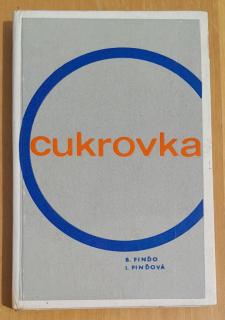 cukrovka
B. PINĎO
I. PINĎOVÁ